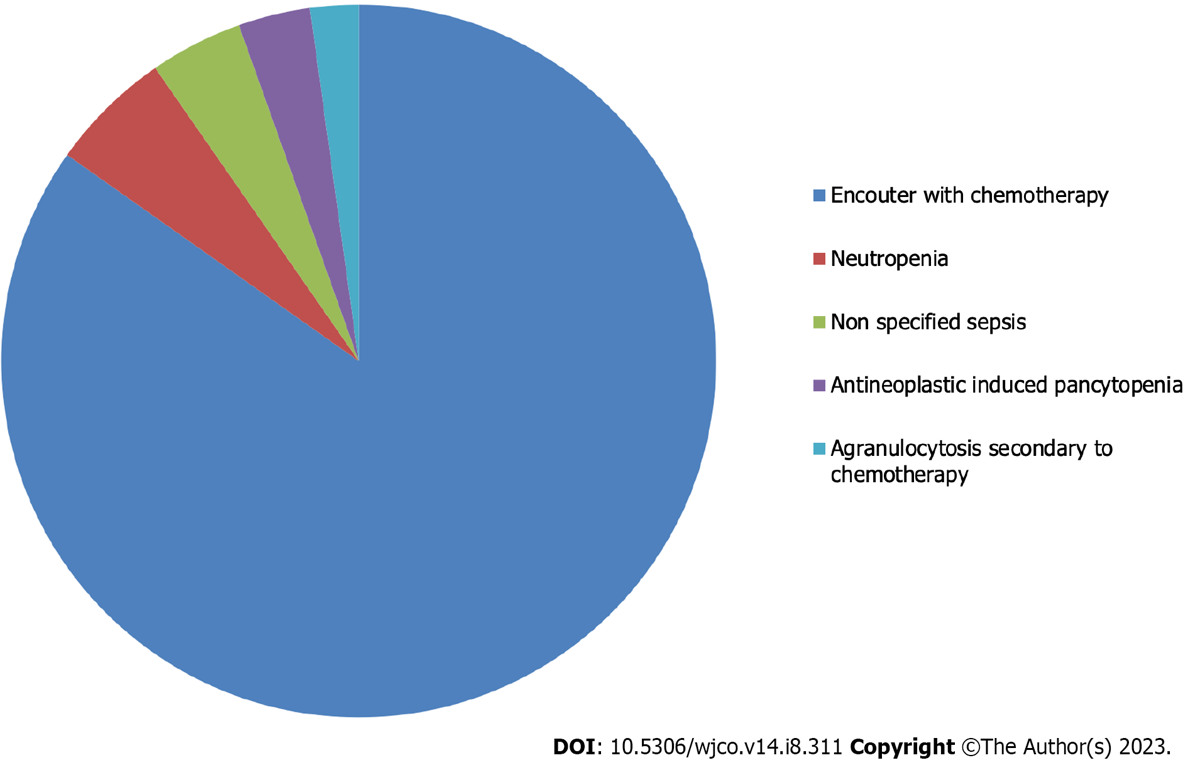 Encouter with chemotherapy
Neutropenia
Non specified sepsis
Antineoplastic induced pancytopenia
Agranulocytosis secondary to
chemotherapy
DOI: 10.5306/wjco.v14.i8.311 Copyright ©The Author(s) 2023.